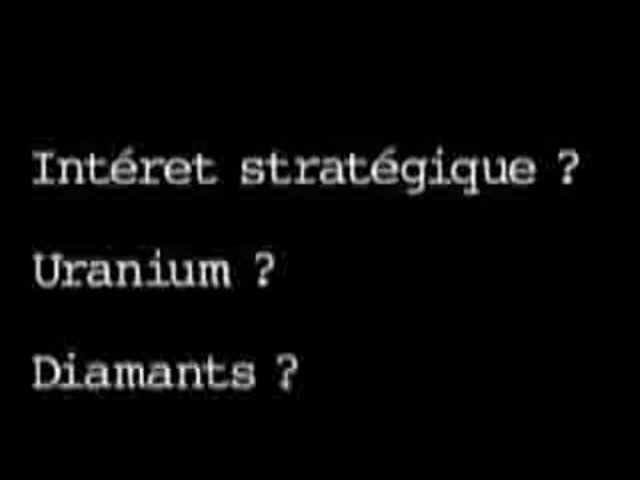 Intéret stratégique ?
Uranium ?
Diamants ?